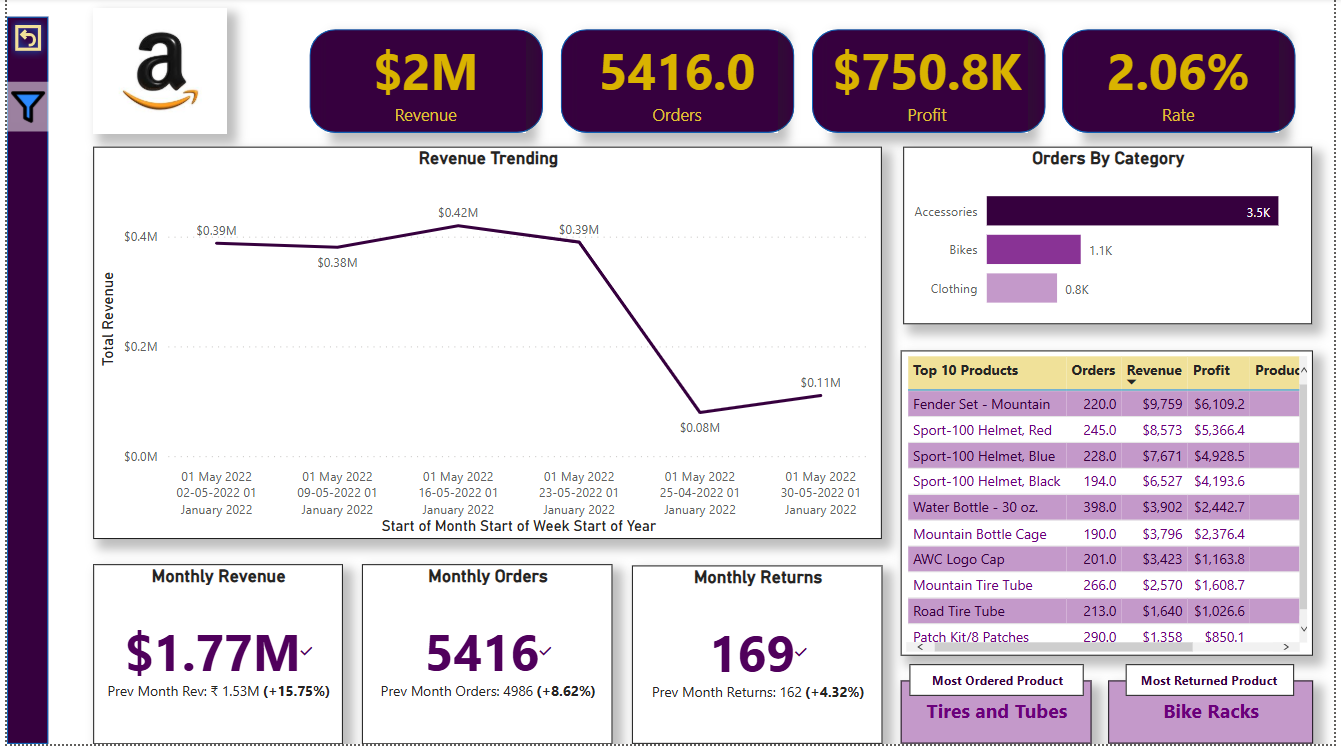 a
$2M
Revenue
5416.0
Orders
$750.8K
Profit
2.06%
Rate
Revenue Trending
Total Revenue
$0.4M
$0.2M
$0.0M
$0.39M
$0.38M
$0.42M
$0.39M
$0.08M
$0.11M
01 May 2022
02-05-2022 01
January 2022
01 May 2022
09-05-2022 01
January 2022
01 May 2022
16-05-2022 01
January 2022
01 May 2022
23-05-2022 01
January 2022
01 May 2022
25-04-2022 01
January 2022
01 May 2022
30-05-2022 01
January 2022
Start of Month Start of Week Start of Year
Orders By Category
Accessories 3.5K
Bikes 1.1K
Clothing 0.8K
Top 10 Products Orders Revenue Profit Produc
Fender Set - Mountain 220.0 $9,759 $6,109.2
Sport-100 Helmet, Red 245.0 $8,573 $5,366.4
Sport-100 Helmet, Blue 228.0 $7,671 $4,928.5
Sport-100 Helmet, Black 194.0 $6,527 $4,193.6
Water Bottle - 30 oz. 398.0 $3,902 $2,442.7
Mountain Bottle Cage 190.0 $3,796 $2,376.4
AWC Logo Cap 201.0 $3,423 $1,163.8
Mountain Tire Tube 266.0 $2,570 $1,608.7
Road Tire Tube 213.0 $1,640 $1,026.6
Patch Kit/8 Patches 290.0 $1,358 $850.1
Monthly Revenue
$1.77M
Prev Month Rev: ₹ 1.53M (+15.75%)
Monthly Orders
5416
Prev Month Orders: 4986 (+8.62%)
Monthly Returns
169
Prev Month Returns: 162 (+4.32%)
Most Ordered Product
Tires and Tubes
Most Returned Product
Bike Racks